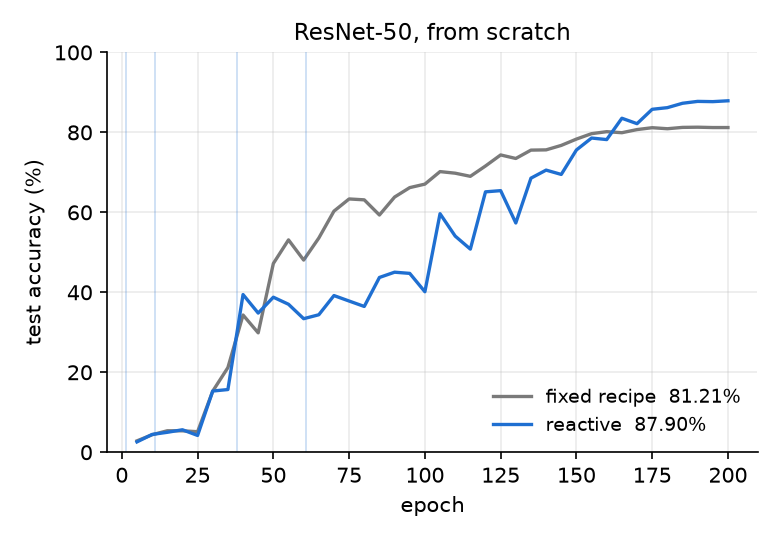 ResNet-50, from scratch
test accuracy (%)
100
80
60
40
20
0
fixed recipe 81.21%
reactive 87.90%
0 25 50 75 100 125 150 175 200
epoch